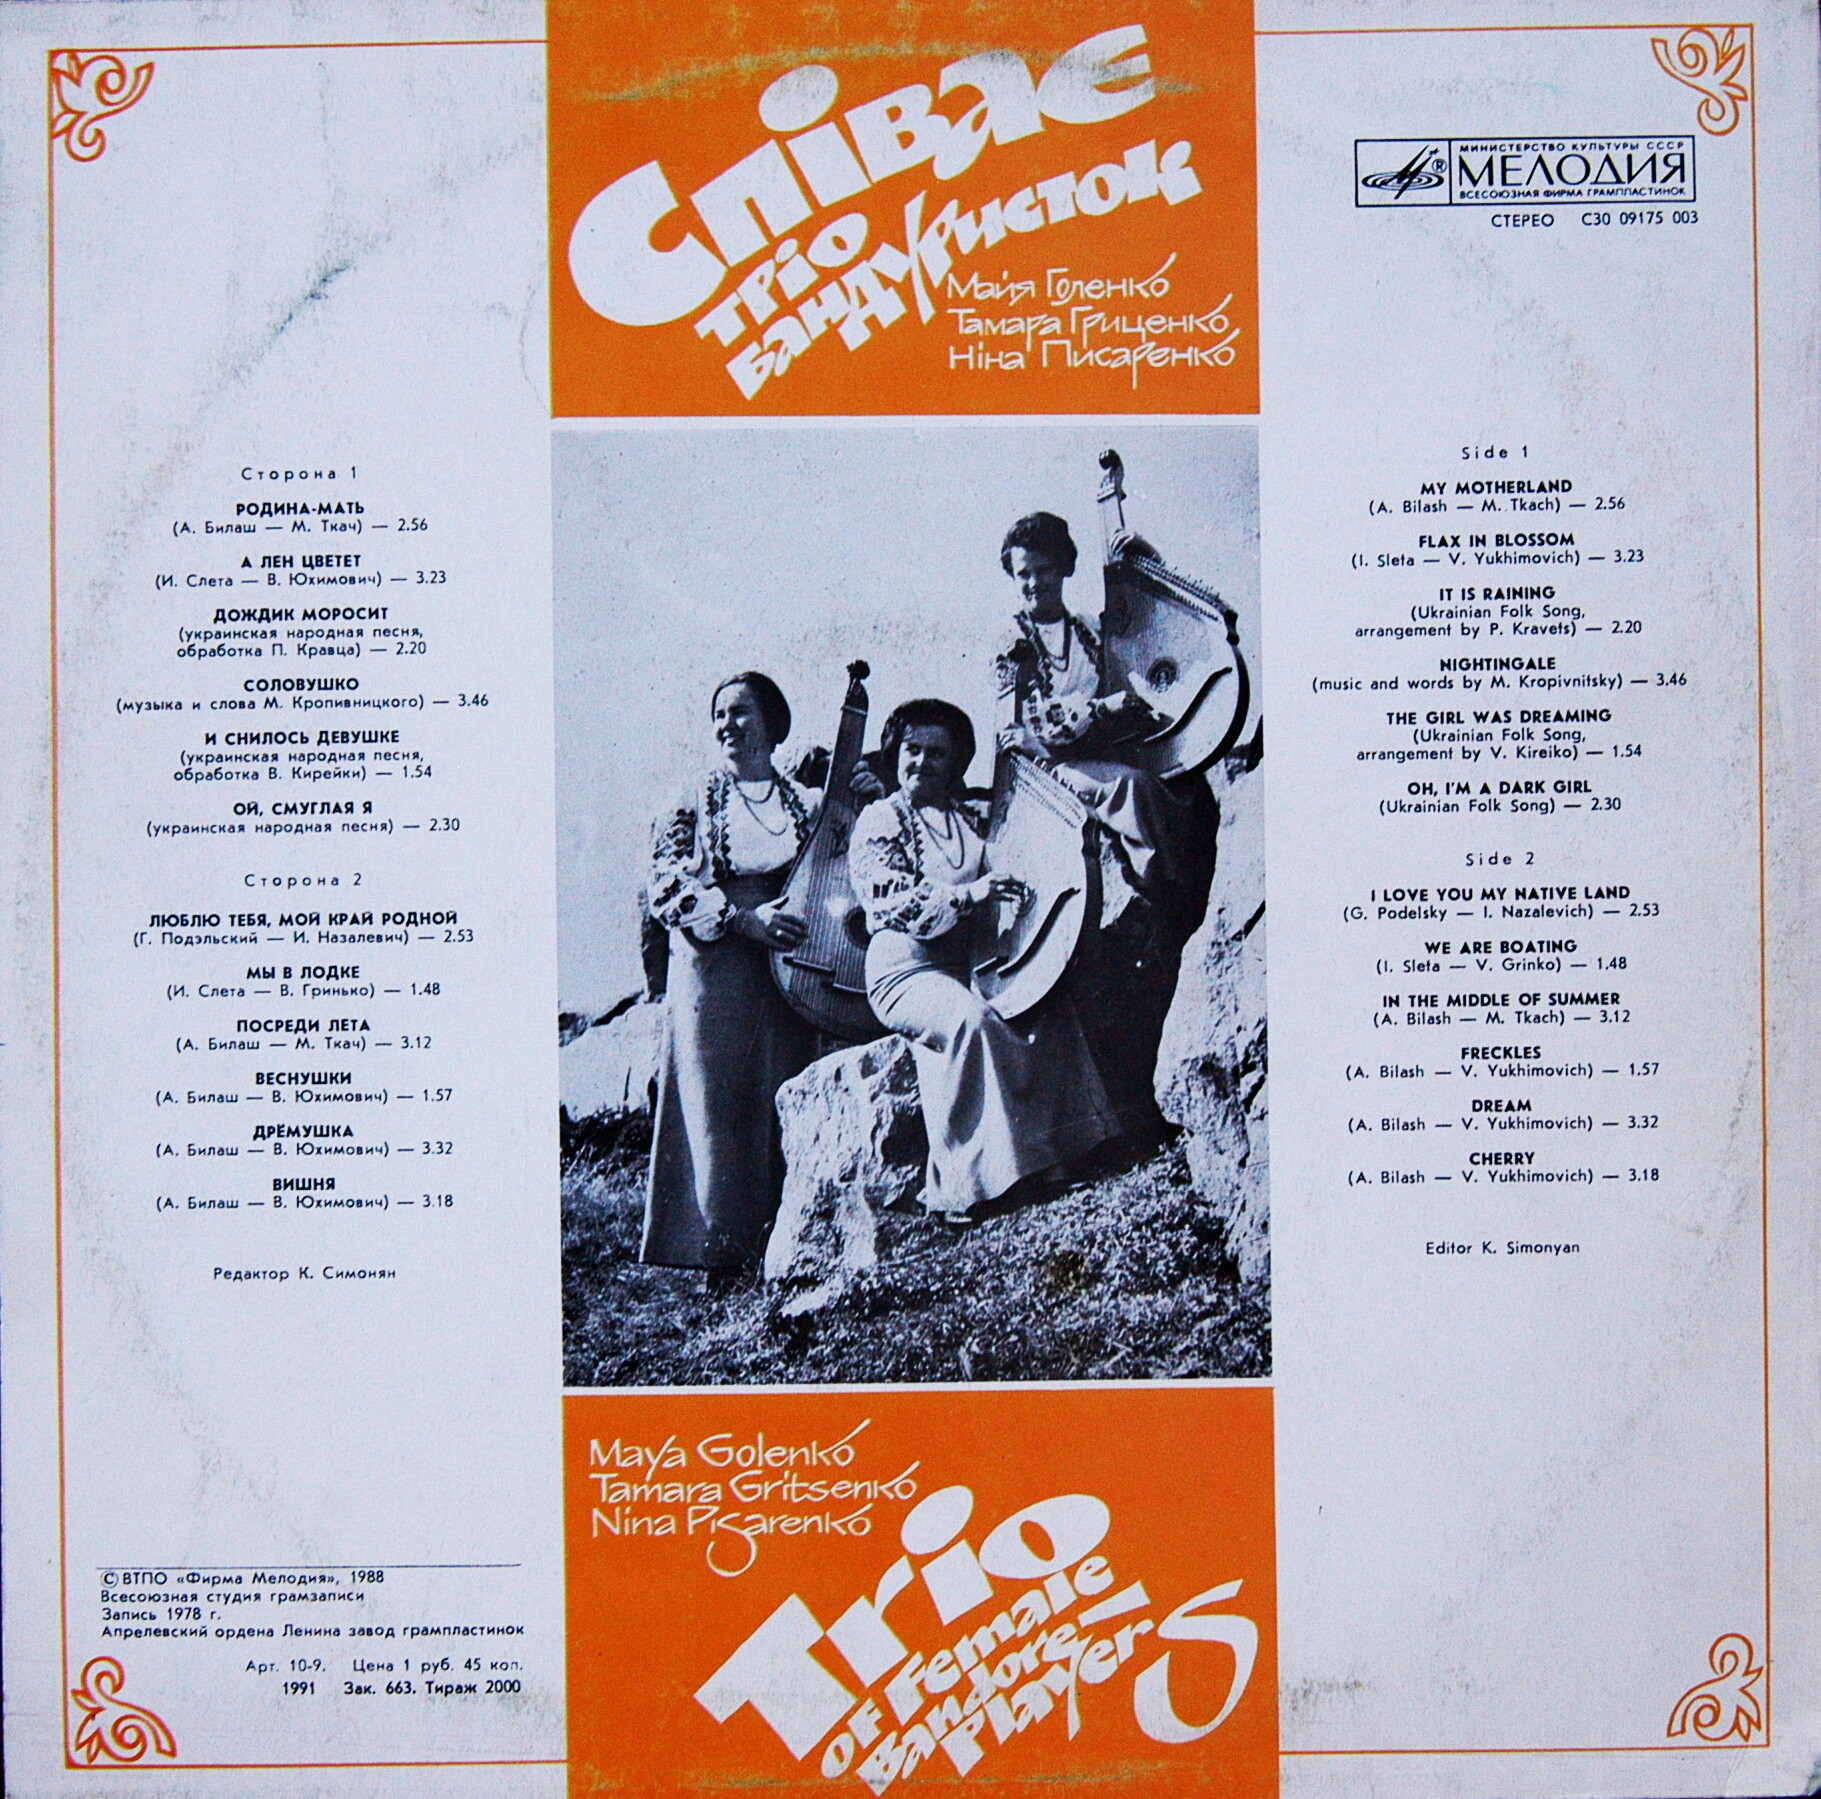 Співає
тріо
бандуристок
Майя Голенко
Тамара Гриценко
Ніна Писаренко
МИНИСТЕРСТВО КУЛЬТУРЫ СССР
®
МЕЛОДИЯ
ВСЕСОЮЗНАЯ ФИРМА ГРАМПЛАСТИНОК
СТЕРЕО С30 09175 003
Сторона 1
РОДИНА-МАТЬ
(А. Билаш — М. Ткач) — 2.56
А ЛЕН ЦВЕТЕТ
(И. Слета — В. Юхимович) — 3.23
ДОЖДИК МОРОСИТ
(украинская народная песня,
обработка П. Кравца) — 2.20
СОЛОВУШКО
(музыка и слова М. Кропивницкого) — 3.46
И СНИЛОСЬ ДЕВУШКЕ
(украинская народная песня,
обработка В. Кирейки) — 1.54
ОЙ, СМУГЛАЯ Я
(украинская народная песня) — 2.30
Сторона 2
ЛЮБЛЮ ТЕБЯ, МОЙ КРАЙ РОДНОЙ
(Г. Подэльский — И. Назалевич) — 2.53
МЫ В ЛОДКЕ
(И. Слета — В. Гринько) — 1.48
ПОСРЕДИ ЛЕТА
(А. Билаш — М. Ткач) — 3.12
ВЕСНУШКИ
(А. Билаш — В. Юхимович) — 1.57
ДРЁМУШКА
(А. Билаш — В. Юхимович) — 3.32
ВИШНЯ
(А. Билаш — В. Юхимович) — 3.18
Редактор К. Симонян
Side 1
MY MOTHERLAND
(A. Bilash — M. Tkach) — 2.56
FLAX IN BLOSSOM
(I. Sleta — V. Yukhimovich) — 3.23
IT IS RAINING
(Ukrainian Folk Song,
arrangement by P. Kravets) — 2.20
NIGHTINGALE
(music and words by M. Kropivnitsky) — 3.46
THE GIRL WAS DREAMING
(Ukrainian Folk Song,
arrangement by V. Kireiko) — 1.54
OH, I'M A DARK GIRL
(Ukrainian Folk Song) — 2.30
Side 2
I LOVE YOU MY NATIVE LAND
(G. Podelsky — I. Nazalevich) — 2.53
WE ARE BOATING
(I. Sleta — V. Grinko) — 1.48
IN THE MIDDLE OF SUMMER
(A. Bilash — M. Tkach) — 3.12
FRECKLES
(A. Bilash — V. Yukhimovich) — 1.57
DREAM
(A. Bilash — V. Yukhimovich) — 3.32
CHERRY
(A. Bilash — V. Yukhimovich) — 3.18
Editor K. Simonyan
Maya Golenko
Tamara Gritsenko
Nina Pisarenko
Trio
of Female
Bandore
Players
© ВТПО «Фирма Мелодия», 1988
Всесоюзная студия грамзаписи
Запись 1978 г.
Апрелевский ордена Ленина завод грампластинок
Арт. 10-9. Цена 1 руб. 45 коп.
1991 Зак. 663. Тираж 2000